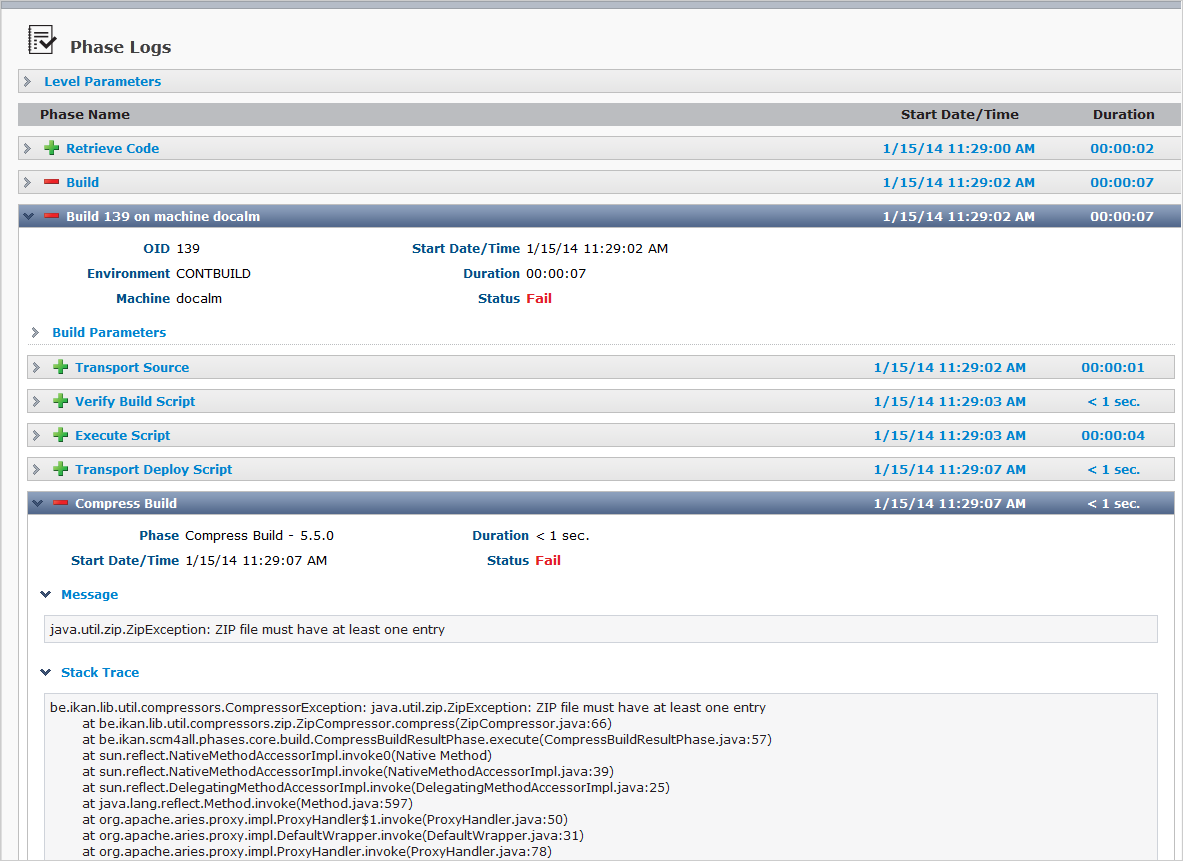 Phase Logs
Level Parameters
Phase Name Start Date/Time Duration
Retrieve Code 1/15/14 11:29:00 AM 00:00:02
Build 1/15/14 11:29:02 AM 00:00:07
Build 139 on machine docalm 1/15/14 11:29:02 AM 00:00:07
OID 139 Start Date/Time 1/15/14 11:29:02 AM
Environment CONTBUILD Duration 00:00:07
Machine docalm Status Fail
Build Parameters
Transport Source 1/15/14 11:29:02 AM 00:00:01
Verify Build Script 1/15/14 11:29:03 AM < 1 sec.
Execute Script 1/15/14 11:29:03 AM 00:00:04
Transport Deploy Script 1/15/14 11:29:07 AM < 1 sec.
Compress Build 1/15/14 11:29:07 AM < 1 sec.
Phase Compress Build - 5.5.0 Duration < 1 sec.
Start Date/Time 1/15/14 11:29:07 AM Status Fail
Message
java.util.zip.ZipException: ZIP file must have at least one entry
Stack Trace
be.ikan.lib.util.compressors.CompressorException: java.util.zip.ZipException: ZIP file must have at least one entry
at be.ikan.lib.util.compressors.zip.ZipCompressor.compress(ZipCompressor.java:66)
at be.ikan.scm4all.phases.core.build.CompressBuildResultPhase.execute(CompressBuildResultPhase.java:57)
at sun.reflect.NativeMethodAccessorImpl.invoke0(Native Method)
at sun.reflect.NativeMethodAccessorImpl.invoke(NativeMethodAccessorImpl.java:39)
at sun.reflect.DelegatingMethodAccessorImpl.invoke(DelegatingMethodAccessorImpl.java:25)
at java.lang.reflect.Method.invoke(Method.java:597)
at org.apache.aries.proxy.impl.ProxyHandler$1.invoke(ProxyHandler.java:50)
at org.apache.aries.proxy.impl.DefaultWrapper.invoke(DefaultWrapper.java:31)
at org.apache.aries.proxy.impl.ProxyHandler.invoke(ProxyHandler.java:78)